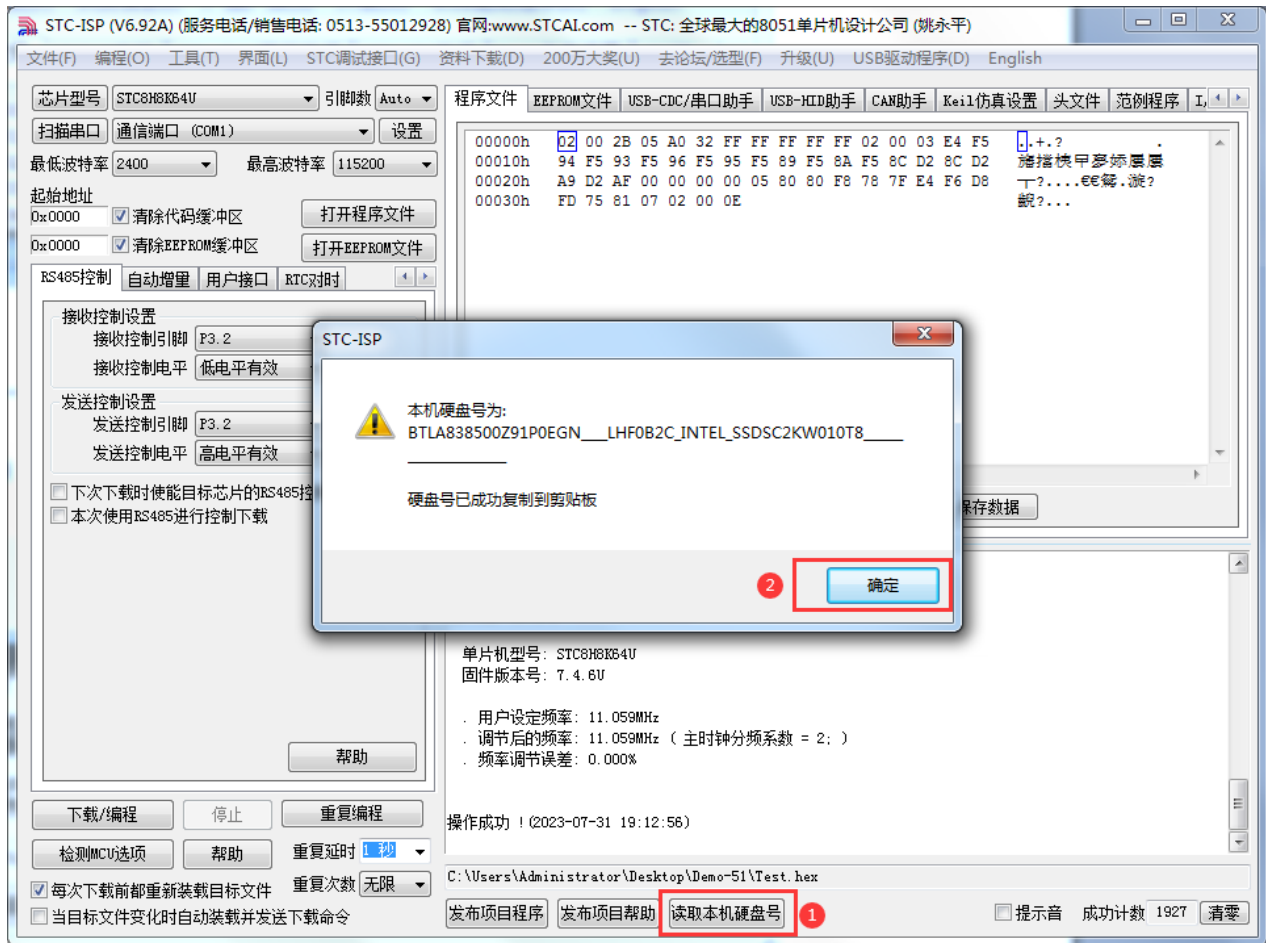 STC-ISP (V6.92A) (服务电话/销售电话: 0513-55012928) 官网:www.STCAI.com -- STC: 全球最大的8051单片机设计公司 (姚永平)
文件(F) 编程(O) 工具(T) 界面(L) STC调试接口(G) 资料下载(D) 200万大奖(U) 去论坛/选型(F) 升级(U) USB驱动程序(D) English
芯片型号 STC8H8K64U 引脚数 Auto
扫描串口 通信端口 (COM1) 设置
最低波特率 2400 最高波特率 115200
起始地址
0x0000 清除代码缓冲区 打开程序文件
0x0000 清除EEPROM缓冲区 打开EEPROM文件
RS485控制 自动增量 用户接口 RTC对时
接收控制设置
接收控制引脚 P3.2
接收控制电平 低电平有效
发送控制设置
发送控制引脚 P3.2
发送控制电平 高电平有效
下次下载时使能目标芯片的RS485控
本次使用RS485进行控制下载
帮助
下载/编程 停止 重复编程
检测MCU选项 帮助 重复延时 1 秒
每次下载前都重新装载目标文件 重复次数 无限
当目标文件变化时自动装载并发送下载命令
程序文件 EEPROM文件 USB-CDC/串口助手 USB-HID助手 CAN助手 Keil仿真设置 头文件 范例程序 I,
00000h 02 00 2B 05 A0 32 FF FF FF FF FF 02 00 03 E4 F5 ..+.?
00010h 94 F5 93 F5 96 F5 95 F5 89 F5 8A F5 8C D2 8C D2
00020h A9 D2 AF 00 00 00 00 05 80 80 F8 78 7F E4 F6 D8
00030h FD 75 81 07 02 00 0E
保存数据
STC-ISP
本机硬盘号为:
BTLA838500Z91P0EGN___LHF0B2C_INTEL_SSDSC2KW010T8_____
____________
硬盘号已成功复制到剪贴板
2 确定
单片机型号: STC8H8K64U
固件版本号: 7.4.6U
. 用户设定频率: 11.059MHz
. 调节后的频率: 11.059MHz ( 主时钟分频系数 = 2; )
. 频率调节误差: 0.000%
操作成功 !(2023-07-31 19:12:56)
C:\Users\Administrator\Desktop\Demo-51\Test.hex
发布项目程序 发布项目帮助 读取本机硬盘号 1 提示音 成功计数 1927 清零